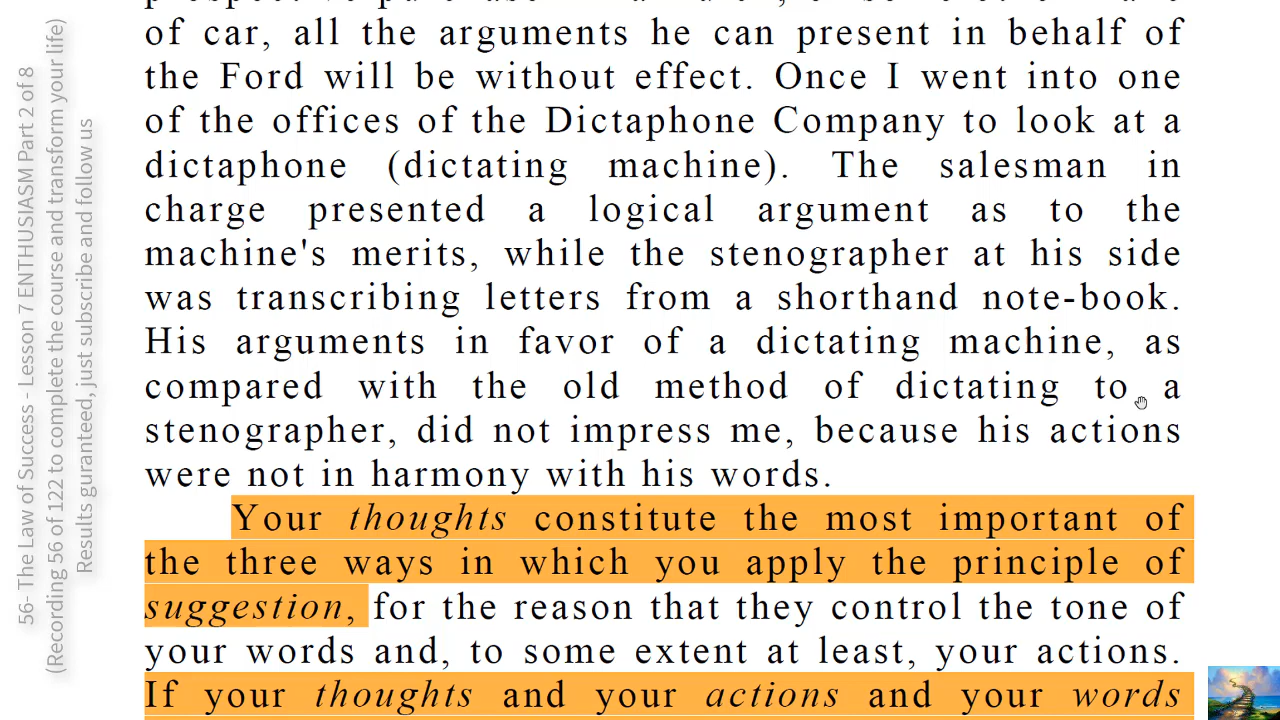 of car, all the arguments he can present in behalf of
the Ford will be without effect. Once I went into one
of the offices of the Dictaphone Company to look at a
dictaphone (dictating machine). The salesman in
charge presented a logical argument as to the
machine's merits, while the stenographer at his side
was transcribing letters from a shorthand note-book.
His arguments in favor of a dictating machine, as
compared with the old method of dictating to a
stenographer, did not impress me, because his actions
were not in harmony with his words.
Your thoughts constitute the most important of
the three ways in which you apply the principle of
suggestion, for the reason that they control the tone of
your words and, to some extent at least, your actions.
If your thoughts and your actions and your words
56- The Law of Success - Lesson 7 ENTHUSIASM Part 2 of 8
(Recording 56 of 122 to complete the course and transform your life)
Results guranteed, just subscribe and follow us